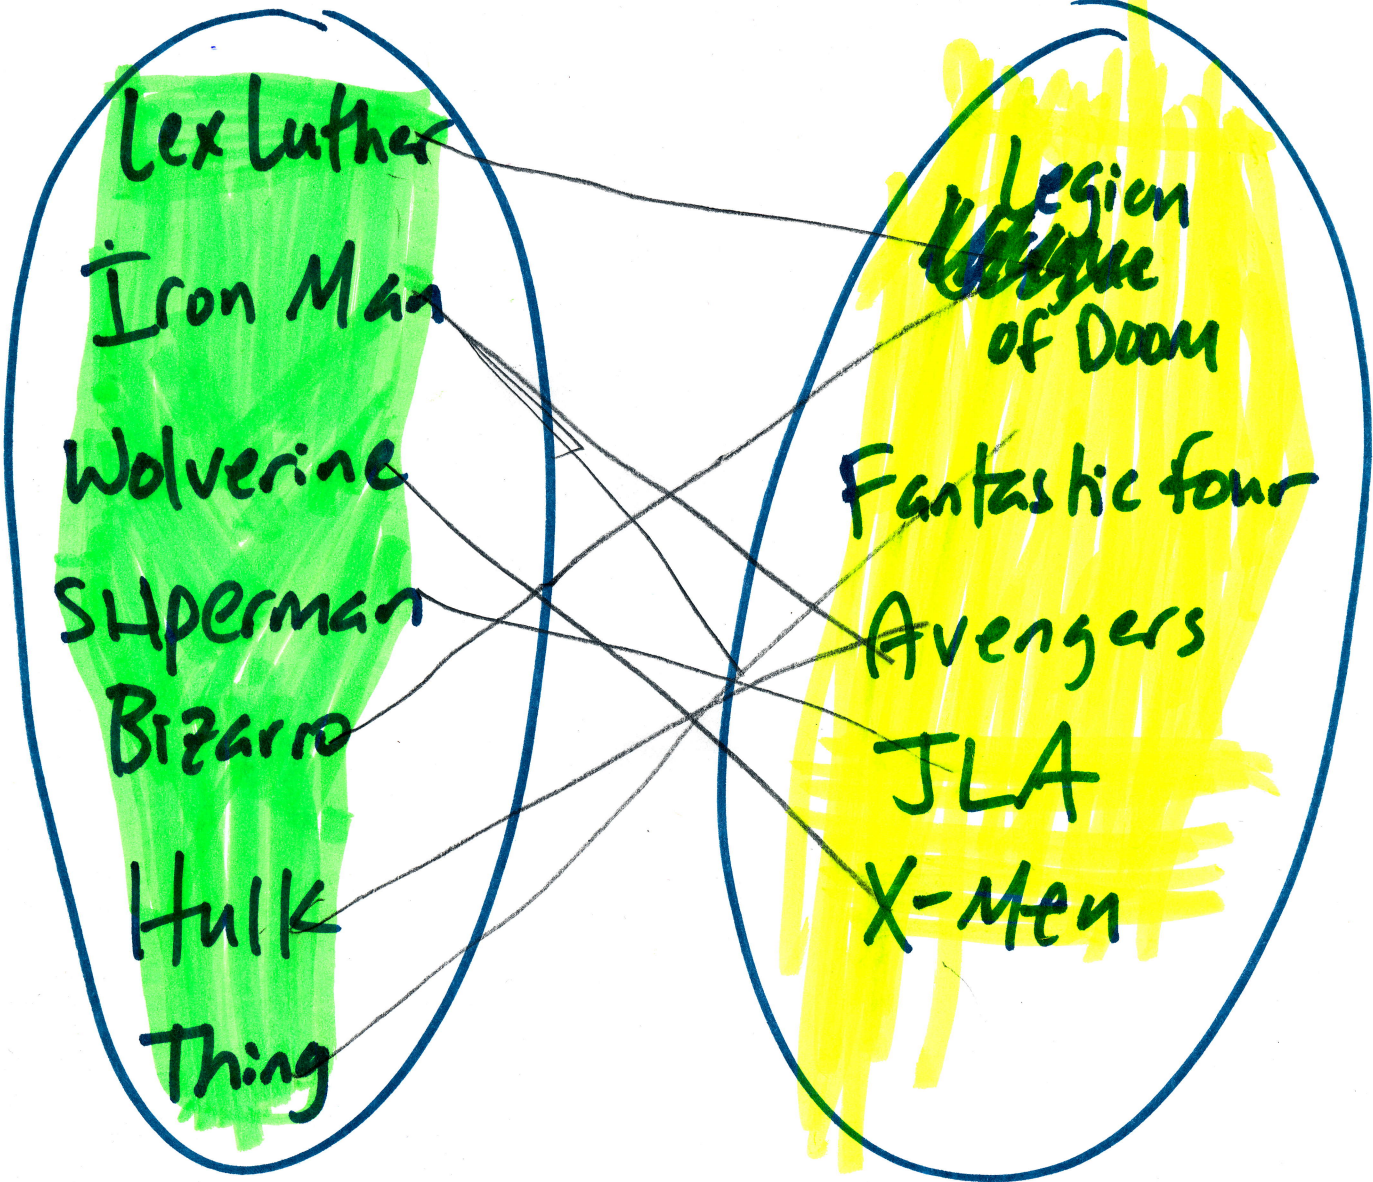 Lex Luther
Iron Man
Wolverine
Superman
Bizarro
Hulk
Thing
Legion
of Doom
Fantastic four
Avengers
JLA
X-Men